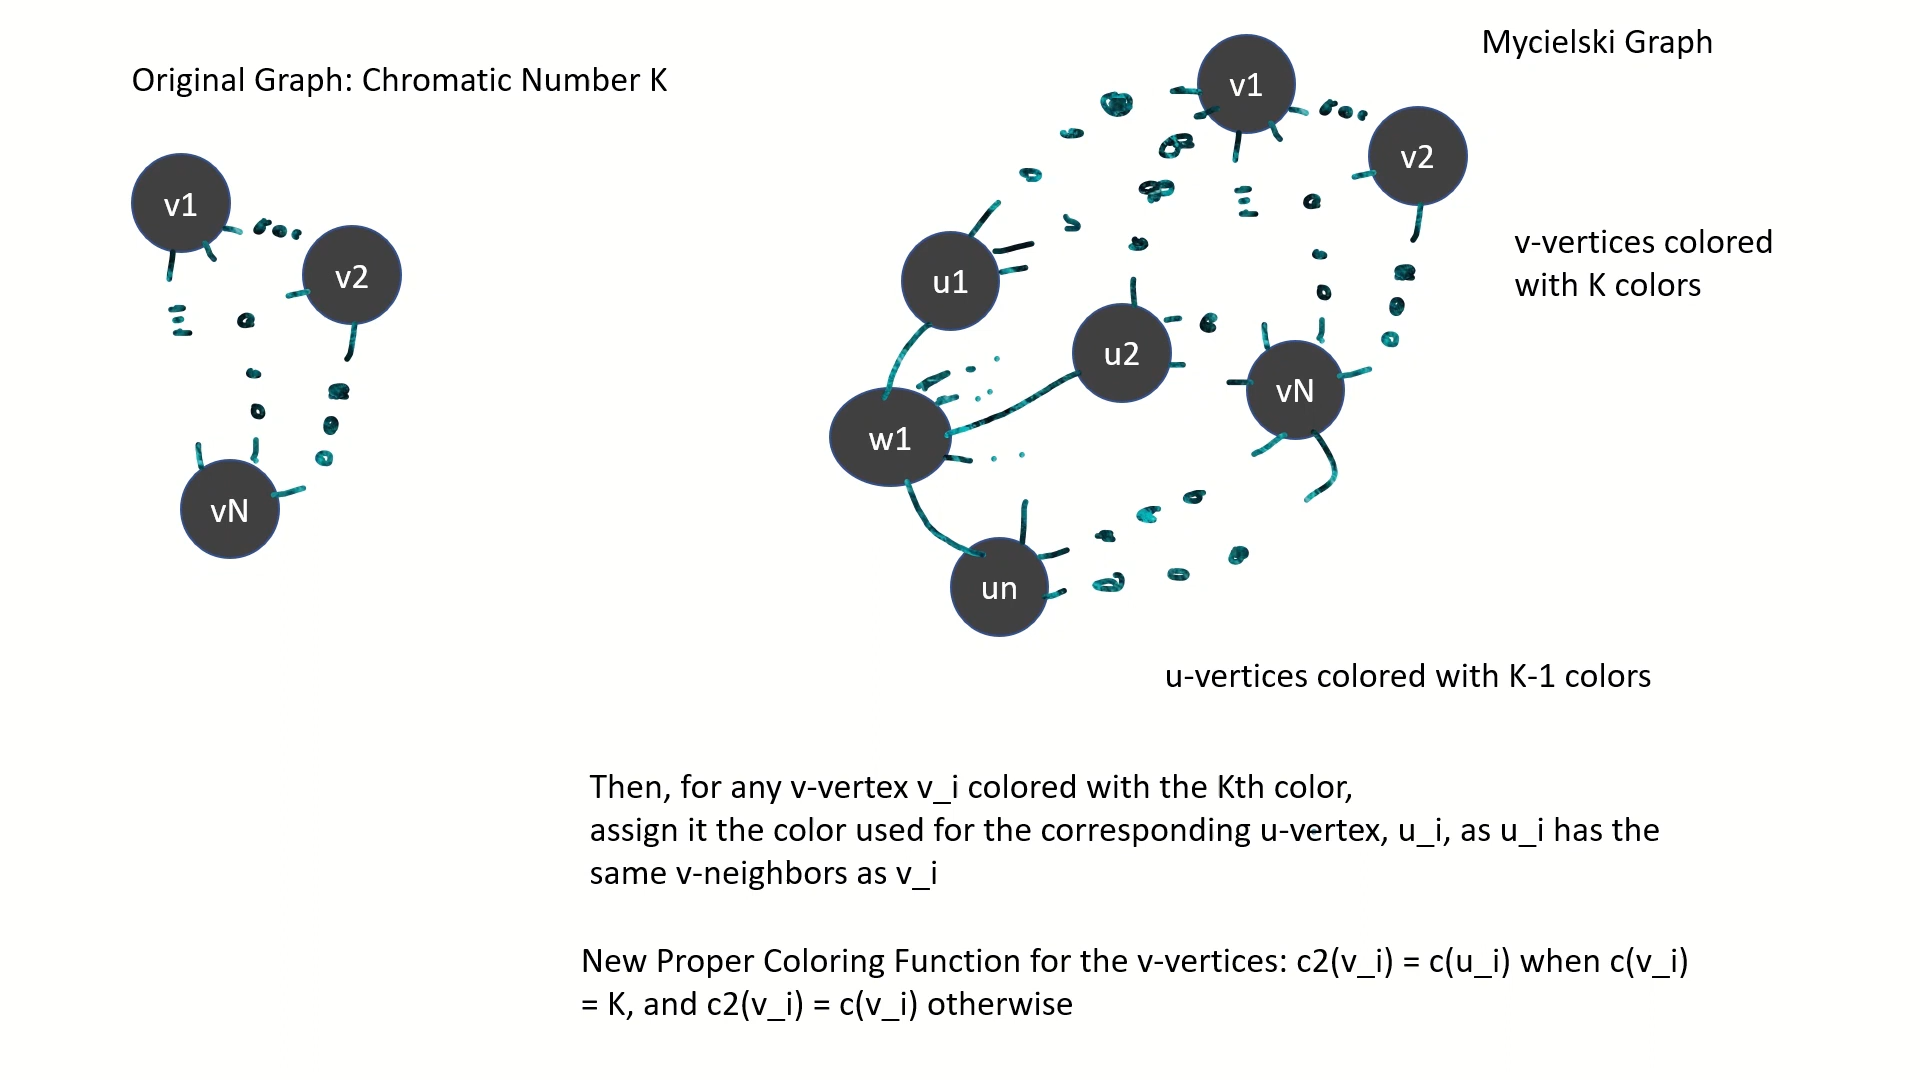 Original Graph: Chromatic Number K
v1
v2
vN
Mycielski Graph
v1
v2
u1
u2
vN
w1
un
v-vertices colored
with K colors
u-vertices colored with K-1 colors
Then, for any v-vertex v_i colored with the Kth color,
assign it the color used for the corresponding u-vertex, u_i, as u_i has the
same v-neighbors as v_i
New Proper Coloring Function for the v-vertices: c2(v_i) = c(u_i) when c(v_i)
= K, and c2(v_i) = c(v_i) otherwise